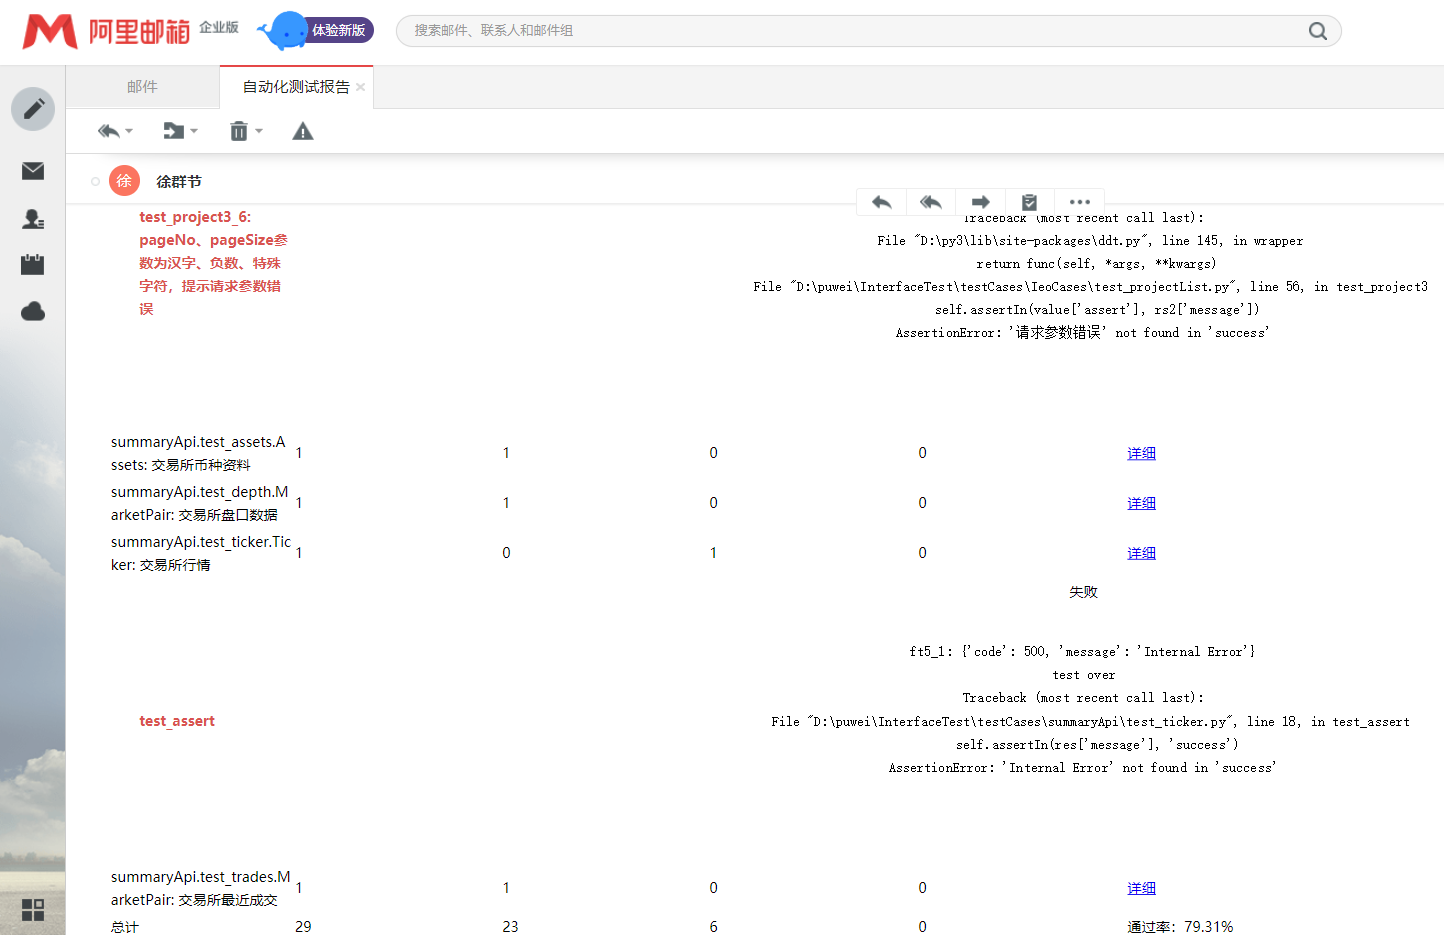 阿里邮箱 企业版 体验新版 搜索邮件、联系人和邮件组
邮件 自动化测试报告
徐 徐群节
test_project3_6:
pageNo、pageSize参
数为汉字、负数、特殊
字符，提示请求参数错
误
Traceback (most recent call last):
File "D:\py3\lib\site-packages\ddt.py", line 145, in wrapper
return func(self, *args, **kwargs)
File "D:\puwei\InterfaceTest\testCases\IeoCases\test_projectList.py", line 56, in test_project3
self.assertIn(value['assert'], rs2['message'])
AssertionError: '请求参数错误' not found in 'success'
summaryApi.test_assets.A
ssets: 交易所币种资料
1 1 0 0 详细
summaryApi.test_depth.M
arketPair: 交易所盘口数据
1 1 0 0 详细
summaryApi.test_ticker.Tic
ker: 交易所行情
1 0 1 0 详细
失败
test_assert
ft5_1: {'code': 500, 'message': 'Internal Error'}
test over
Traceback (most recent call last):
File "D:\puwei\InterfaceTest\testCases\summaryApi\test_ticker.py", line 18, in test_assert
self.assertIn(res['message'], 'success')
AssertionError: 'Internal Error' not found in 'success'
summaryApi.test_trades.M
arketPair: 交易所最近成交
1 1 0 0 详细
总计 29 23 6 0 通过率：79.31%